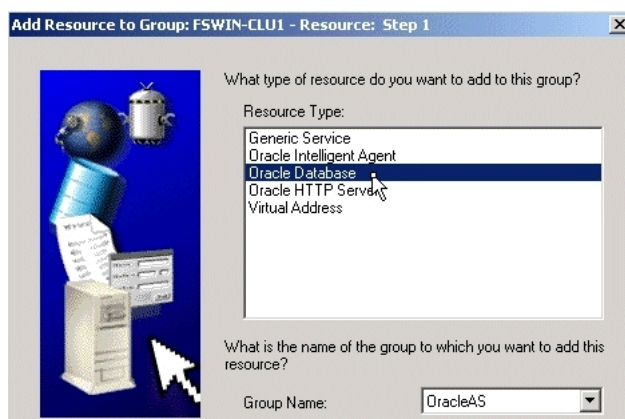 Add Resource to Group: FSWIN-CLU1 - Resource: Step 1
What type of resource do you want to add to this group?
Resource Type:
Generic Service
Oracle Intelligent Agent
Oracle Database
Oracle HTTP Server
Virtual Address
What is the name of the group to which you want to add this
resource?
Group Name:
OracleAS